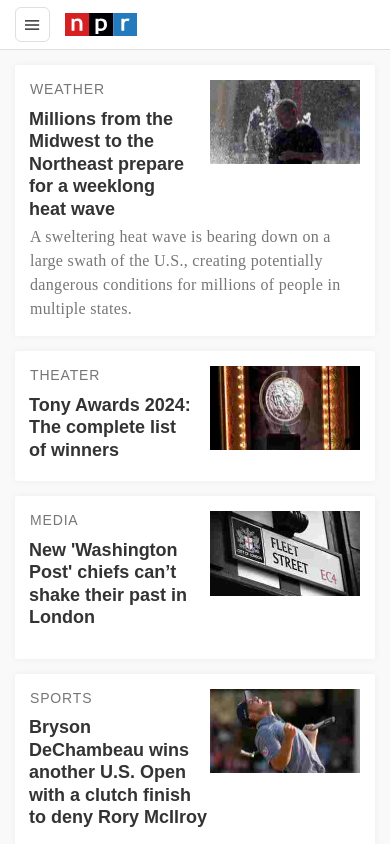 npr
WEATHER
Millions from the
Midwest to the
Northeast prepare
for a weeklong
heat wave
A sweltering heat wave is bearing down on a
large swath of the U.S., creating potentially
dangerous conditions for millions of people in
multiple states.
THEATER
Tony Awards 2024:
The complete list
of winners
MEDIA
New 'Washington
Post' chiefs can’t
shake their past in
London
FLEET
STREET
EC4
SPORTS
Bryson
DeChambeau wins
another U.S. Open
with a clutch finish
to deny Rory McIlroy